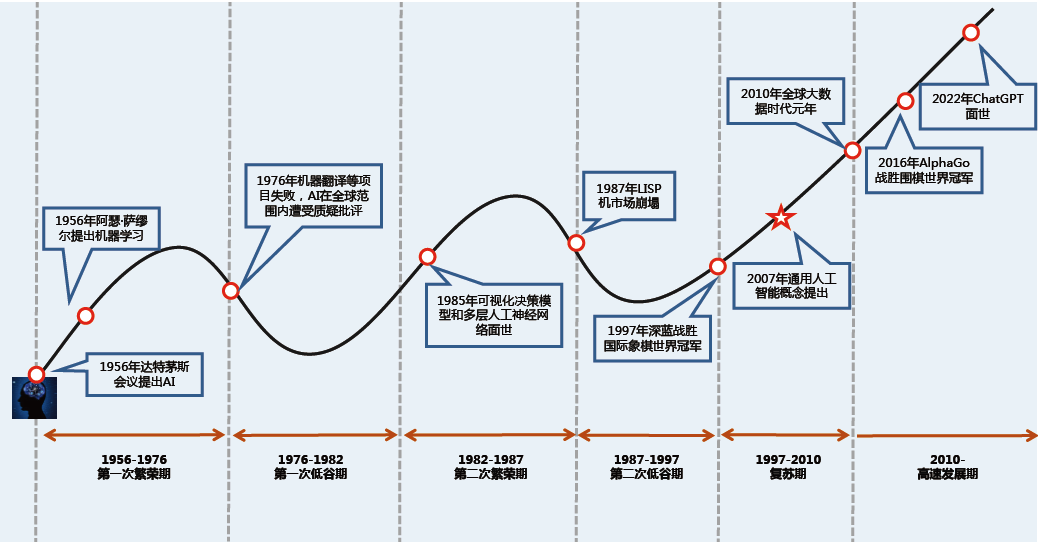 2022年ChatGPT
面世
2010年全球大数
据时代元年
2016年AlphaGo
战胜围棋世界冠军
1976年机器翻译等项
目失败，AI在全球范
围内遭受质疑批评
1987年LISP
机市场崩塌
1956年阿瑟·萨缪
尔提出机器学习
2007年通用人工
智能概念提出
1985年可视化决策模
型和多层人工神经网
络面世
1997年深蓝战胜
国际象棋世界冠军
1956年达特茅斯
会议提出AI
1956-1976
第一次繁荣期
1976-1982
第一次低谷期
1982-1987
第二次繁荣期
1987-1997
第二次低谷期
1997-2010
复苏期
2010-
高速发展期